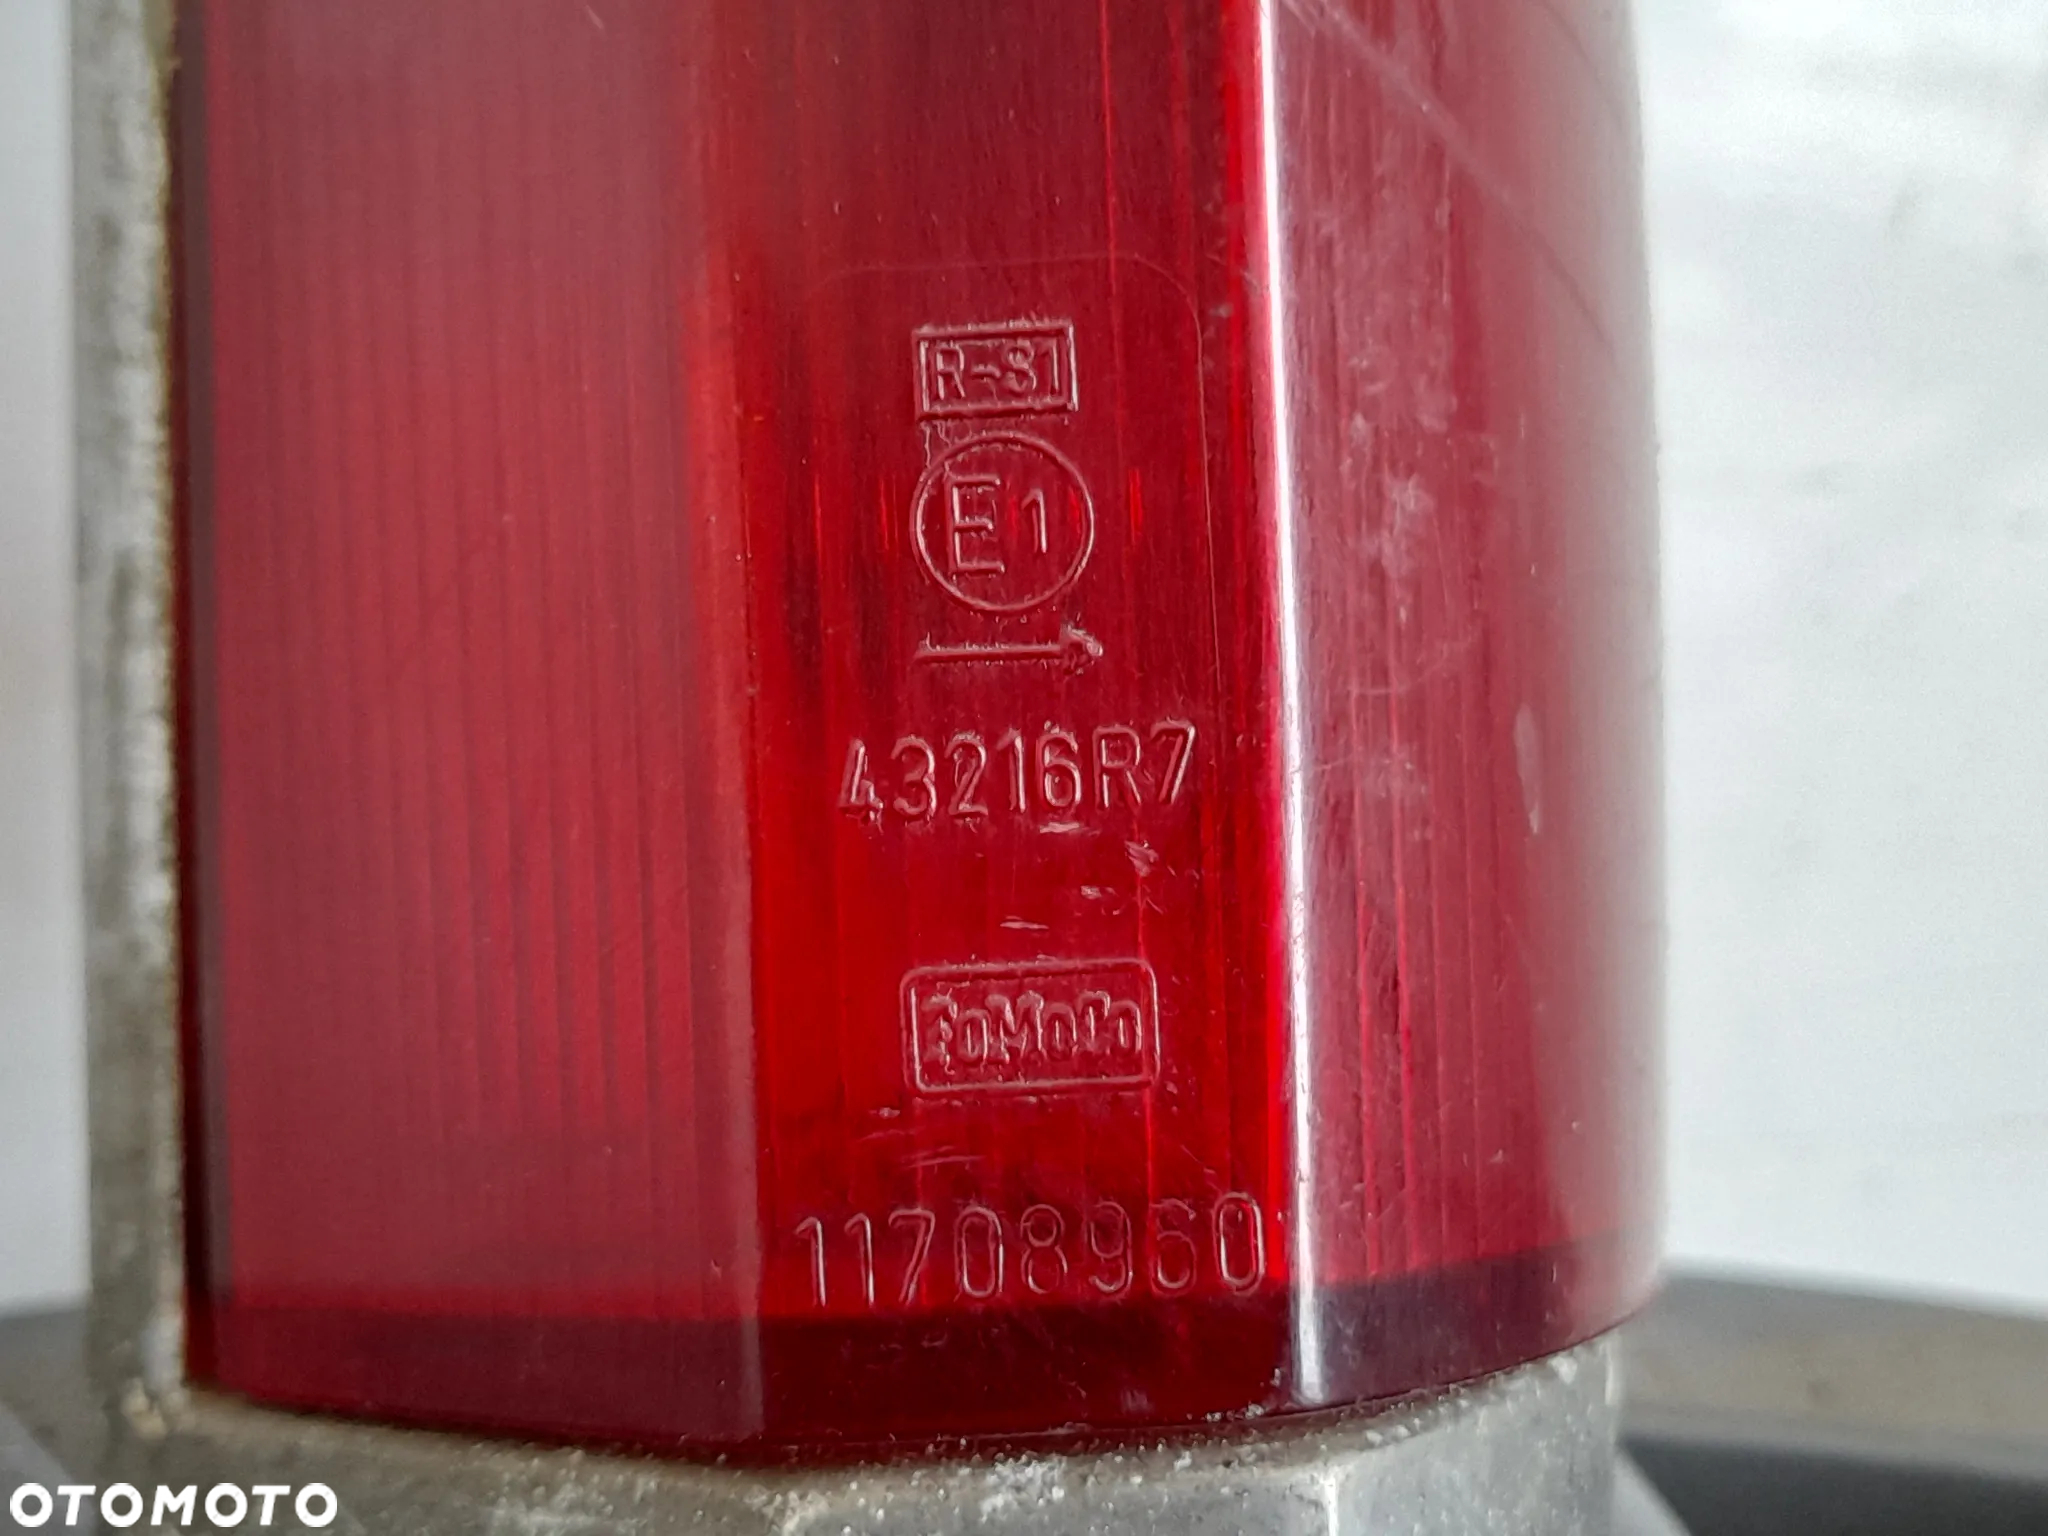 R-S1
E1
43216R7
FoMoCo
11708960
OTOMOTO